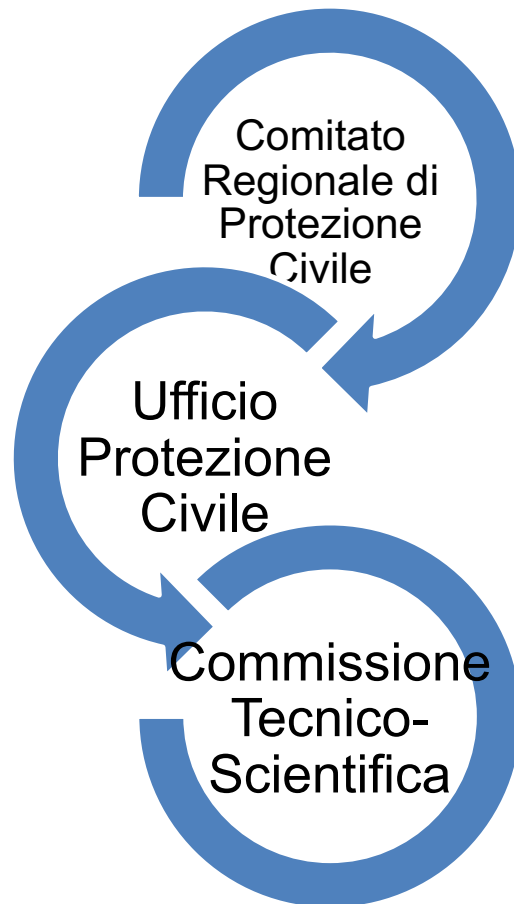 Comitato
Regionale di
Protezione
Civile
Ufficio
Protezione
Civile
Commissione
Tecnico-
Scientifica